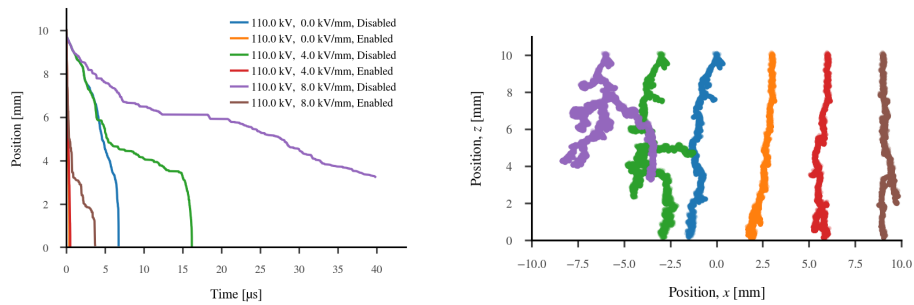 110.0 kV, 0.0 kV/mm, Disabled
110.0 kV, 0.0 kV/mm, Enabled
110.0 kV, 4.0 kV/mm, Disabled
110.0 kV, 4.0 kV/mm, Enabled
110.0 kV, 8.0 kV/mm, Disabled
110.0 kV, 8.0 kV/mm, Enabled
Position [mm]
10
8
6
4
2
0
0 5 10 15 20 25 30 35 40
Time [µs]
Position, z [mm]
10
8
6
4
2
0
−10.0 −7.5 −5.0 −2.5 0.0 2.5 5.0 7.5 10.0
Position, x [mm]